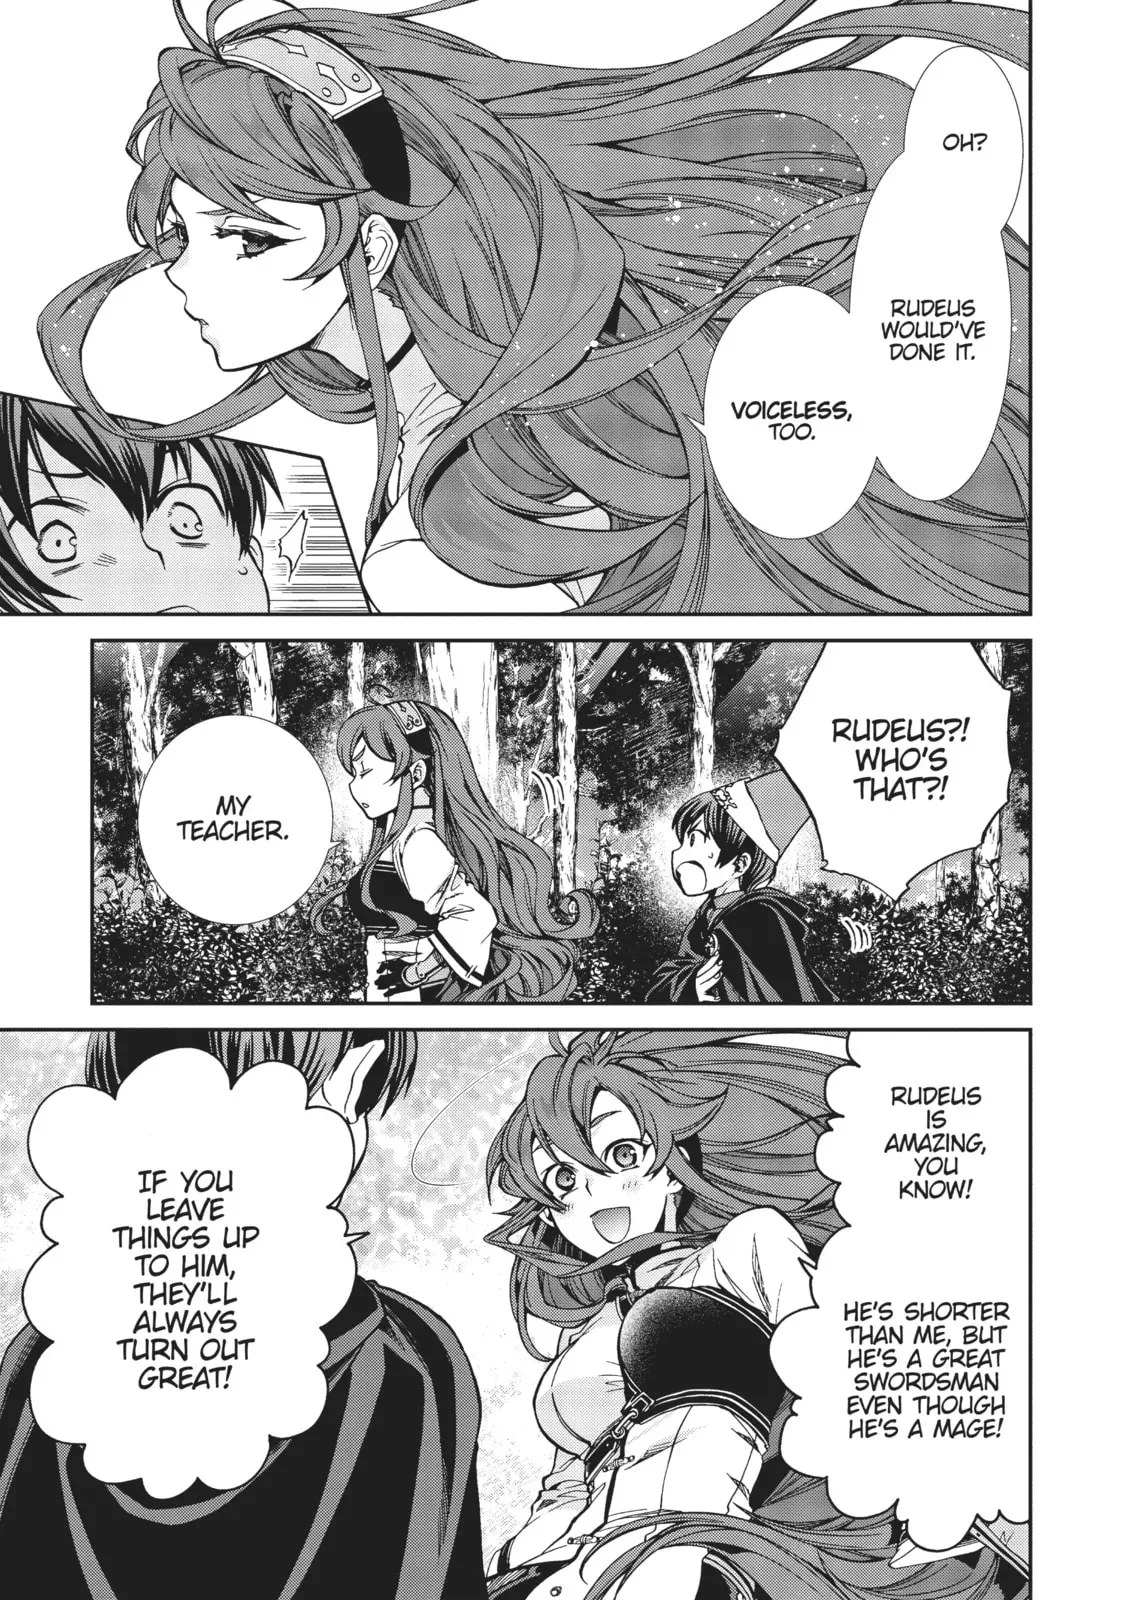 OH?
RUDEUS
WOULD'VE
DONE IT.
VOICELESS,
TOO.
RUDEUS?!
WHO'S
THAT?!
MY
TEACHER.
RUDEUS
IS
AMAZING,
YOU
KNOW!
HE'S SHORTER
THAN ME, BUT
HE'S A GREAT
SWORDSMAN
EVEN THOUGH
HE'S A MAGE!
IF YOU
LEAVE
THINGS UP
TO HIM,
THEY'LL
ALWAYS
TURN OUT
GREAT!